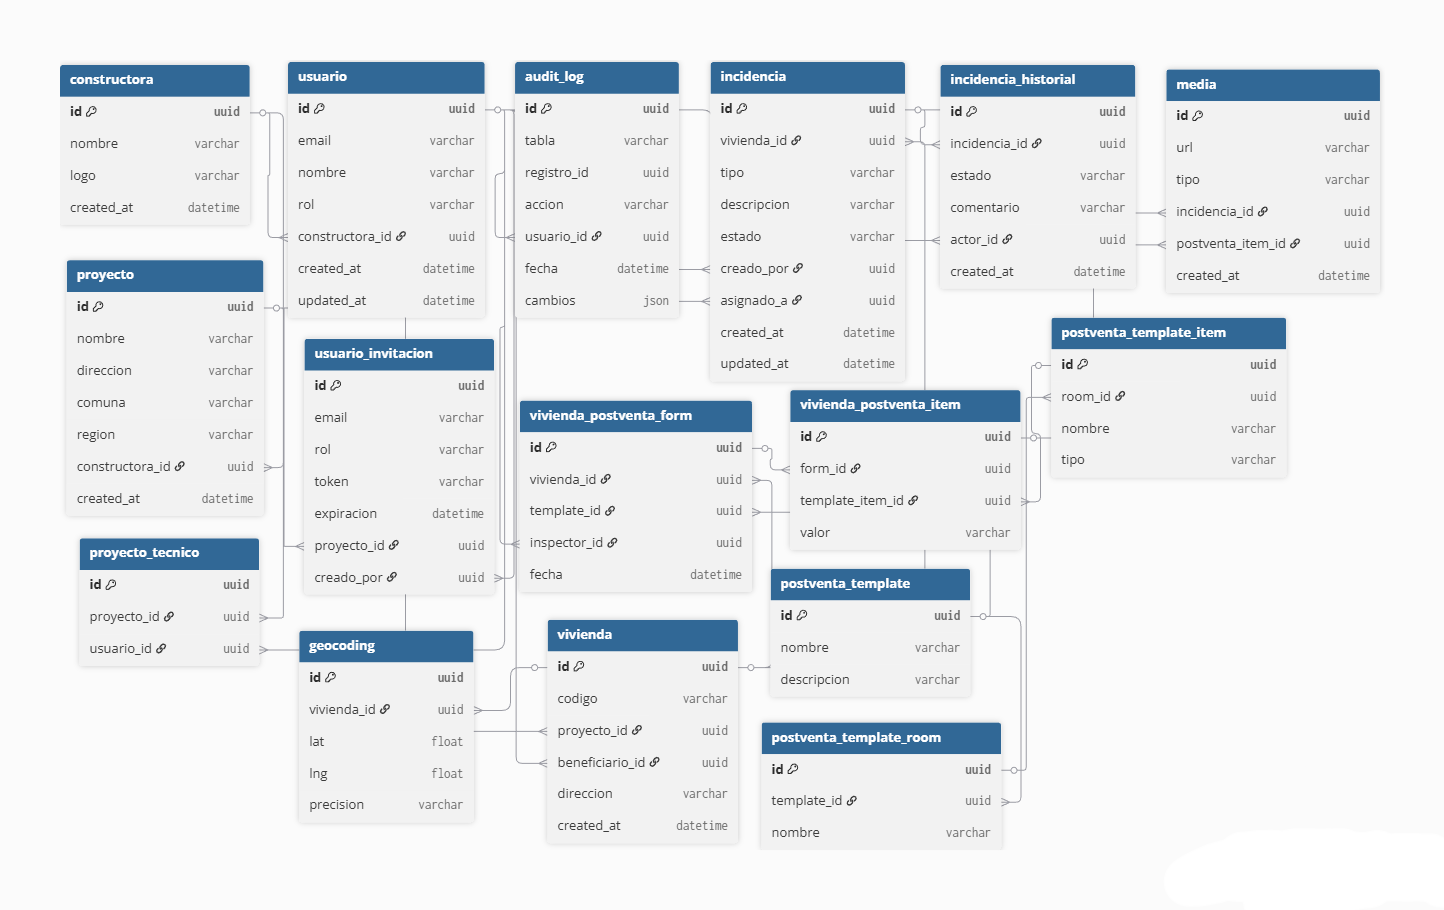 constructora
id uuid
nombre varchar
logo varchar
created_at datetime
usuario
id uuid
email varchar
nombre varchar
rol varchar
constructora_id uuid
created_at datetime
updated_at datetime
audit_log
id uuid
tabla varchar
registro_id uuid
accion varchar
usuario_id uuid
fecha datetime
cambios json
incidencia
id uuid
vivienda_id uuid
tipo varchar
descripcion varchar
estado varchar
creado_por uuid
asignado_a uuid
created_at datetime
updated_at datetime
incidencia_historial
id uuid
incidencia_id uuid
estado varchar
comentario varchar
actor_id uuid
created_at datetime
media
id uuid
url varchar
tipo varchar
incidencia_id uuid
postventa_item_id uuid
created_at datetime
proyecto
id uuid
nombre varchar
direccion varchar
comuna varchar
region varchar
constructora_id uuid
created_at datetime
usuario_invitacion
id uuid
email varchar
rol varchar
token varchar
expiracion datetime
proyecto_id uuid
creado_por uuid
vivienda_postventa_form
id uuid
vivienda_id uuid
template_id uuid
inspector_id uuid
fecha datetime
vivienda_postventa_item
id uuid
form_id uuid
template_item_id uuid
valor varchar
postventa_template_item
id uuid
room_id uuid
nombre varchar
tipo varchar
proyecto_tecnico
id uuid
proyecto_id uuid
usuario_id uuid
geocoding
id uuid
vivienda_id uuid
lat float
lng float
precision varchar
vivienda
id uuid
codigo varchar
proyecto_id uuid
beneficiario_id uuid
direccion varchar
created_at datetime
postventa_template
id uuid
nombre varchar
descripcion varchar
postventa_template_room
id uuid
template_id uuid
nombre varchar